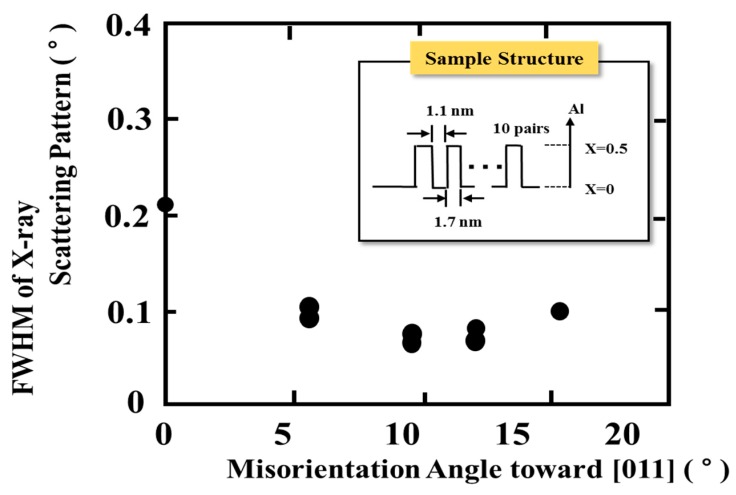 0.4
0.3
0.2
0.1
0
0
5
10
15
20
FWHM of X-ray
Scattering Pattern ( ° )
Misorientation Angle toward [011] ( ° )
Sample Structure
1.1 nm
10 pairs
Al
X=0.5
X=0
1.7 nm